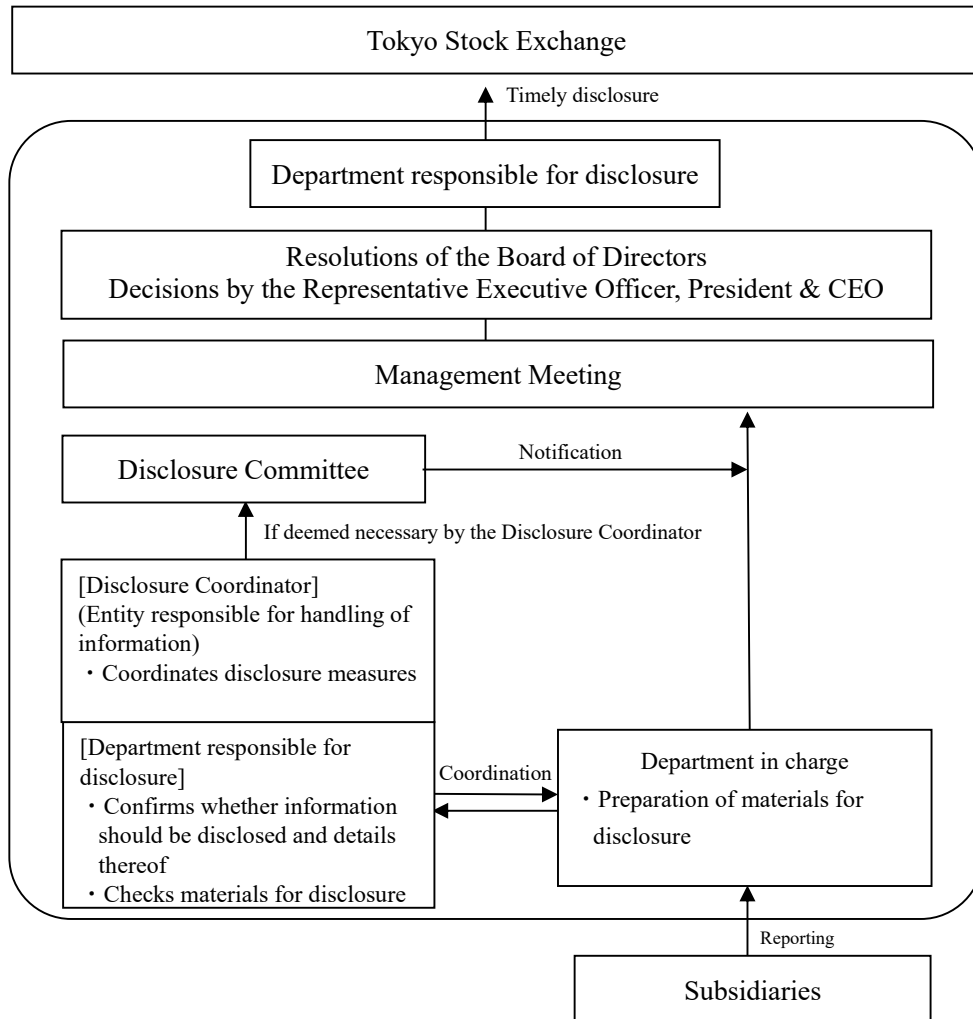 Tokyo Stock Exchange
Timely disclosure
Department responsible for disclosure
Resolutions of the Board of Directors
Decisions by the Representative Executive Officer, President & CEO
Management Meeting
Disclosure Committee
Notification
If deemed necessary by the Disclosure Coordinator
[Disclosure Coordinator]
(Entity responsible for handling of
information)
・Coordinates disclosure measures
[Department responsible for
disclosure]
・Confirms whether information
should be disclosed and details
thereof
・Checks materials for disclosure
Coordination
Department in charge
・Preparation of materials for
disclosure
Reporting
Subsidiaries